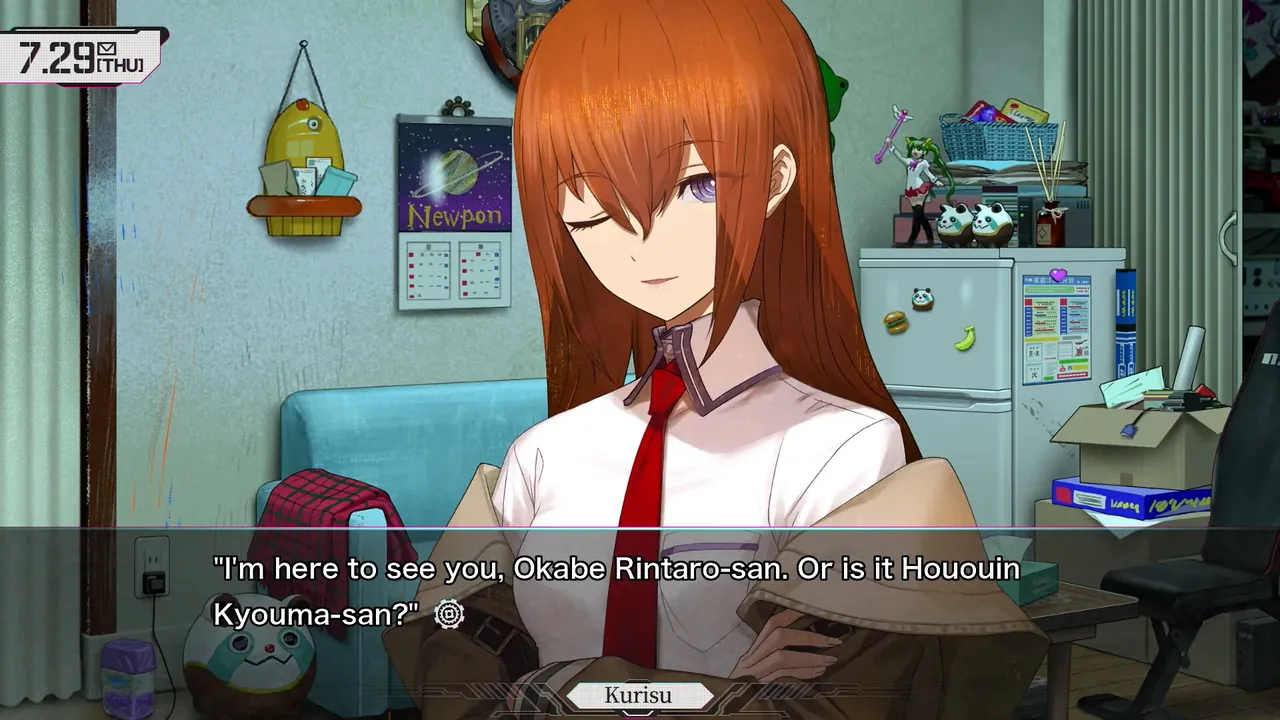 7.29[THU]
Newpon
"I'm here to see you, Okabe Rintaro-san. Or is it Hououin
Kyouma-san?"
Kurisu